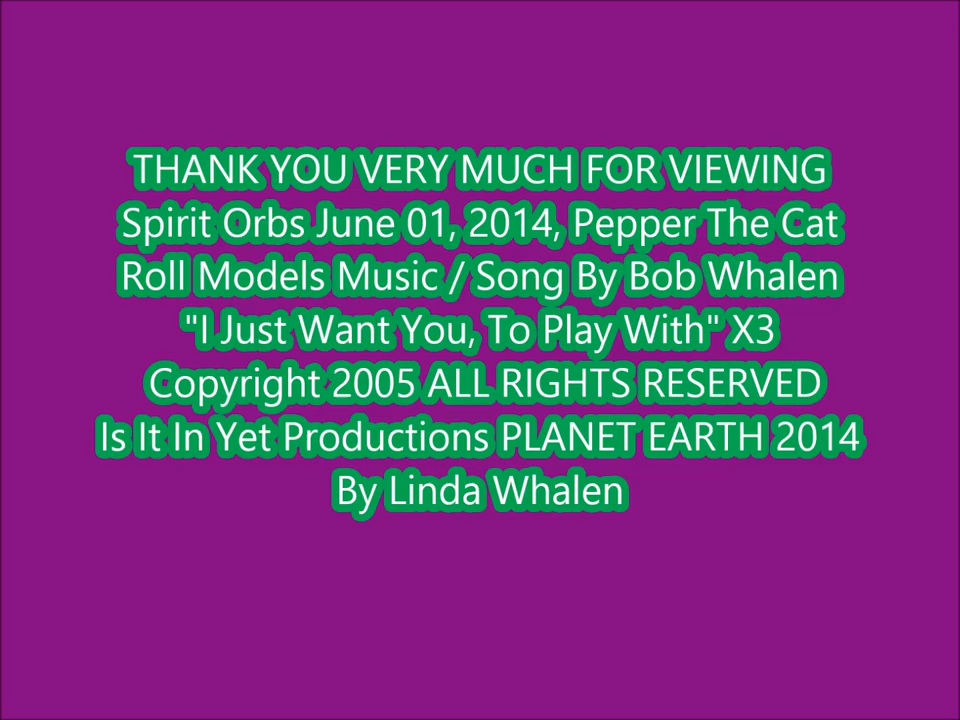 THANK YOU VERY MUCH FOR VIEWING
Spirit Orbs June 01, 2014, Pepper The Cat
Roll Models Music / Song By Bob Whalen
"I Just Want You, To Play With" X3
Copyright 2005 ALL RIGHTS RESERVED
Is It In Yet Productions PLANET EARTH 2014
By Linda Whalen